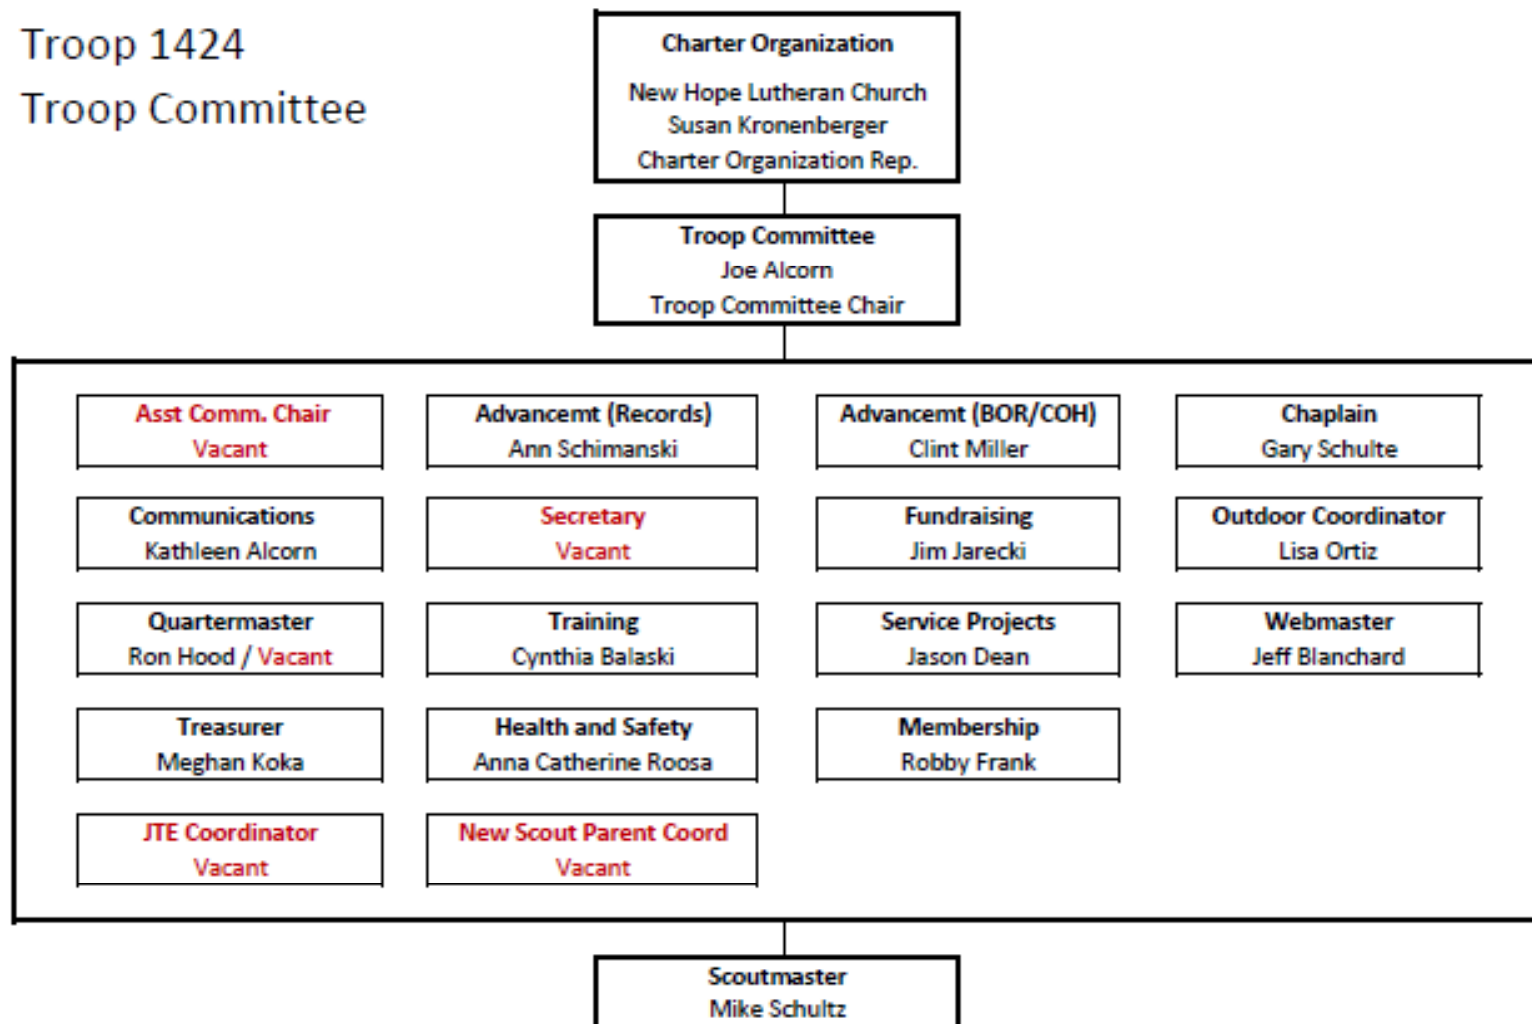 Troop 1424
Troop Committee
Charter Organization
New Hope Lutheran Church
Susan Kronenberger
Charter Organization Rep.
Troop Committee
Joe Alcorn
Troop Committee Chair
Asst Comm. Chair
Vacant
Advancemt (Records)
Ann Schimanski
Advancemt (BOR/COH)
Clint Miller
Chaplain
Gary Schulte
Communications
Kathleen Alcorn
Secretary
Vacant
Fundraising
Jim Jarecki
Outdoor Coordinator
Lisa Ortiz
Quartermaster
Ron Hood / Vacant
Training
Cynthia Balaski
Service Projects
Jason Dean
Webmaster
Jeff Blanchard
Treasurer
Meghan Koka
Health and Safety
Anna Catherine Roosa
Membership
Robby Frank
JTE Coordinator
Vacant
New Scout Parent Coord
Vacant
Scoutmaster
Mike Schultz